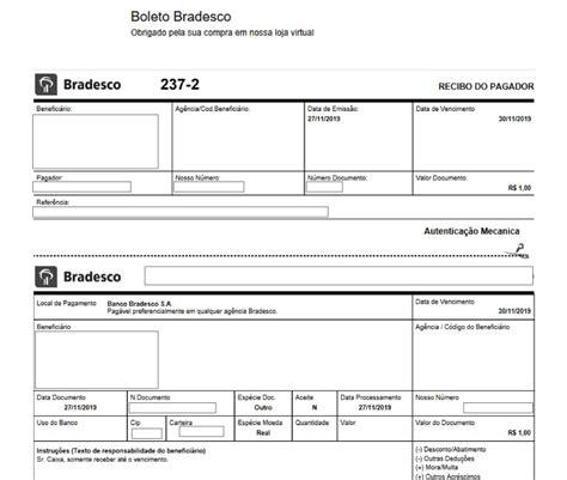 Boleto Bradesco
Obrigado pela sua compra em nossa loja virtual
Bradesco 237-2 RECIBO DO PAGADOR
Beneficiário: Agência/Cod.Beneficiário: Data de Emissão: Data de Vencimento
27/11/2019 30/11/2019
Pagador: Nosso Número: Número Documento: Valor Documento:
R$ 1,00
Referência:
Autenticação Mecanica
Bradesco
Local de Pagamento Banco Bradesco S.A Data de Vencimento
Pagável preferencialmente em qualquer agência Bradesco. 30/11/2019
Beneficiário Agência / Código do Beneficiário
Data Documento N.Documento Espécie Doc. Aceite Data Processamento Nosso Número
27/11/2019 Outro N 27/11/2019
Uso do Banco Cip Carteira Espécie Moeda Quantidade Valor Valor do Documento
Real R$ 1,00
Instruções (Texto de responsabilidade do beneficiário) (-) Desconto/Abatimento
Sr. Caixa, somente receber até o vencimento. (-) Outras Deduções
(+) Mora/Multa
(+) Outros Acréscimos